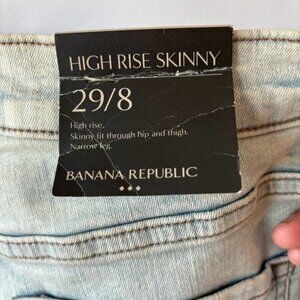 HIGH RISE SKINNY
29/8
High rise.
Skinny fit through hip and thigh.
Narrow leg.
BANANA REPUBLIC